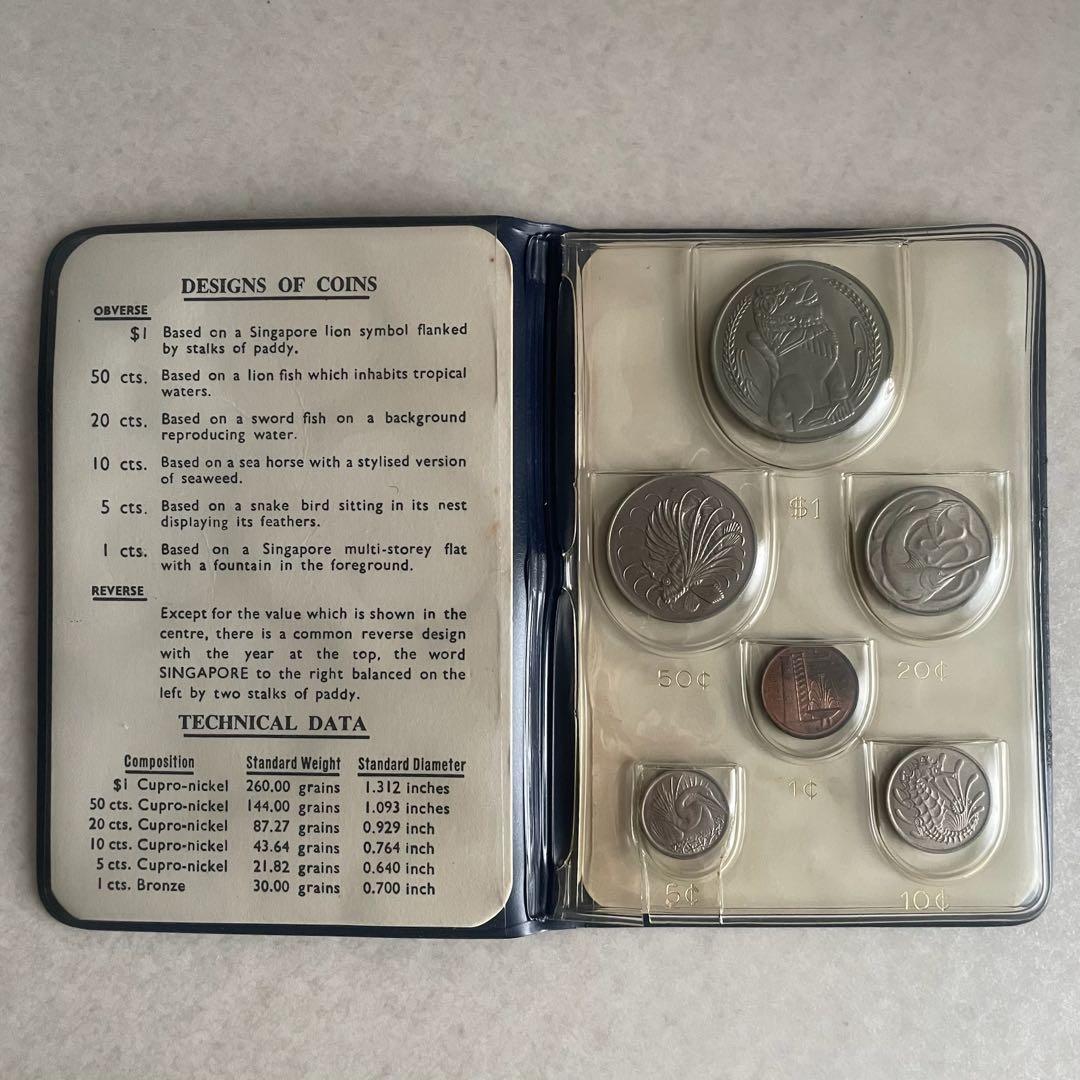 DESIGNS OF COINS
OBVERSE
$1 Based on a Singapore lion symbol flanked
by stalks of paddy.
50 cts. Based on a lion fish which inhabits tropical
waters.
20 cts. Based on a sword fish on a background
reproducing water.
10 cts. Based on a sea horse with a stylised version
of seaweed.
5 cts. Based on a snake bird sitting in its nest
displaying its feathers.
1 cts. Based on a Singapore multi-storey flat
with a fountain in the foreground.
REVERSE
Except for the value which is shown in the
centre, there is a common reverse design
with the year at the top, the word
SINGAPORE to the right balanced on the
left by two stalks of paddy.
TECHNICAL DATA
Composition Standard Weight Standard Diameter
$1 Cupro-nickel 260.00 grains 1.312 inches
50 cts. Cupro-nickel 144.00 grains 1.093 inches
20 cts. Cupro-nickel 87.27 grains 0.929 inch
10 cts. Cupro-nickel 43.64 grains 0.764 inch
5 cts. Cupro-nickel 21.82 grains 0.640 inch
1 cts. Bronze 30.00 grains 0.700 inch
$1
50¢
20¢
1¢
5¢
10¢